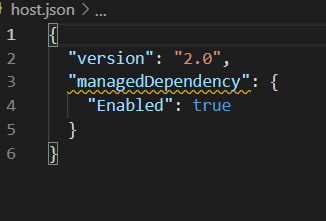 host.json > ...
1 {
2 "version": "2.0",
3 "managedDependency": {
4 "Enabled": true
5 }
6 }